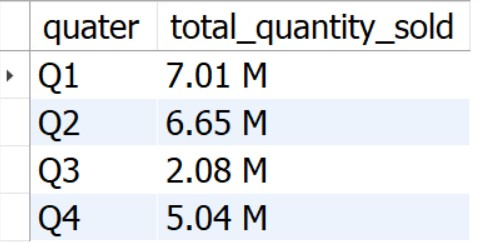 quater total_quantity_sold
Q1 7.01 M
Q2 6.65 M
Q3 2.08 M
Q4 5.04 M